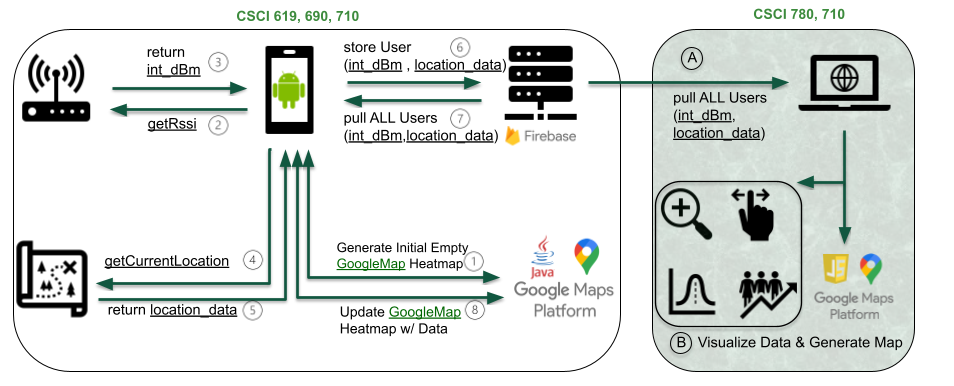 CSCI 619, 690, 710
CSCI 780, 710
return
int_dBm
3
getRssi
2
store User
6
(int_dBm , location_data)
pull ALL Users
7
(int_dBm,location_data)
Firebase
getCurrentLocation
4
return location_data
5
Generate Initial Empty
GoogleMap Heatmap
1
Update GoogleMap
8
Heatmap w/ Data
Java
Google Maps
Platform
A
pull ALL Users
(int_dBm,
location_data)
JS
Google Maps
Platform
B Visualize Data & Generate Map